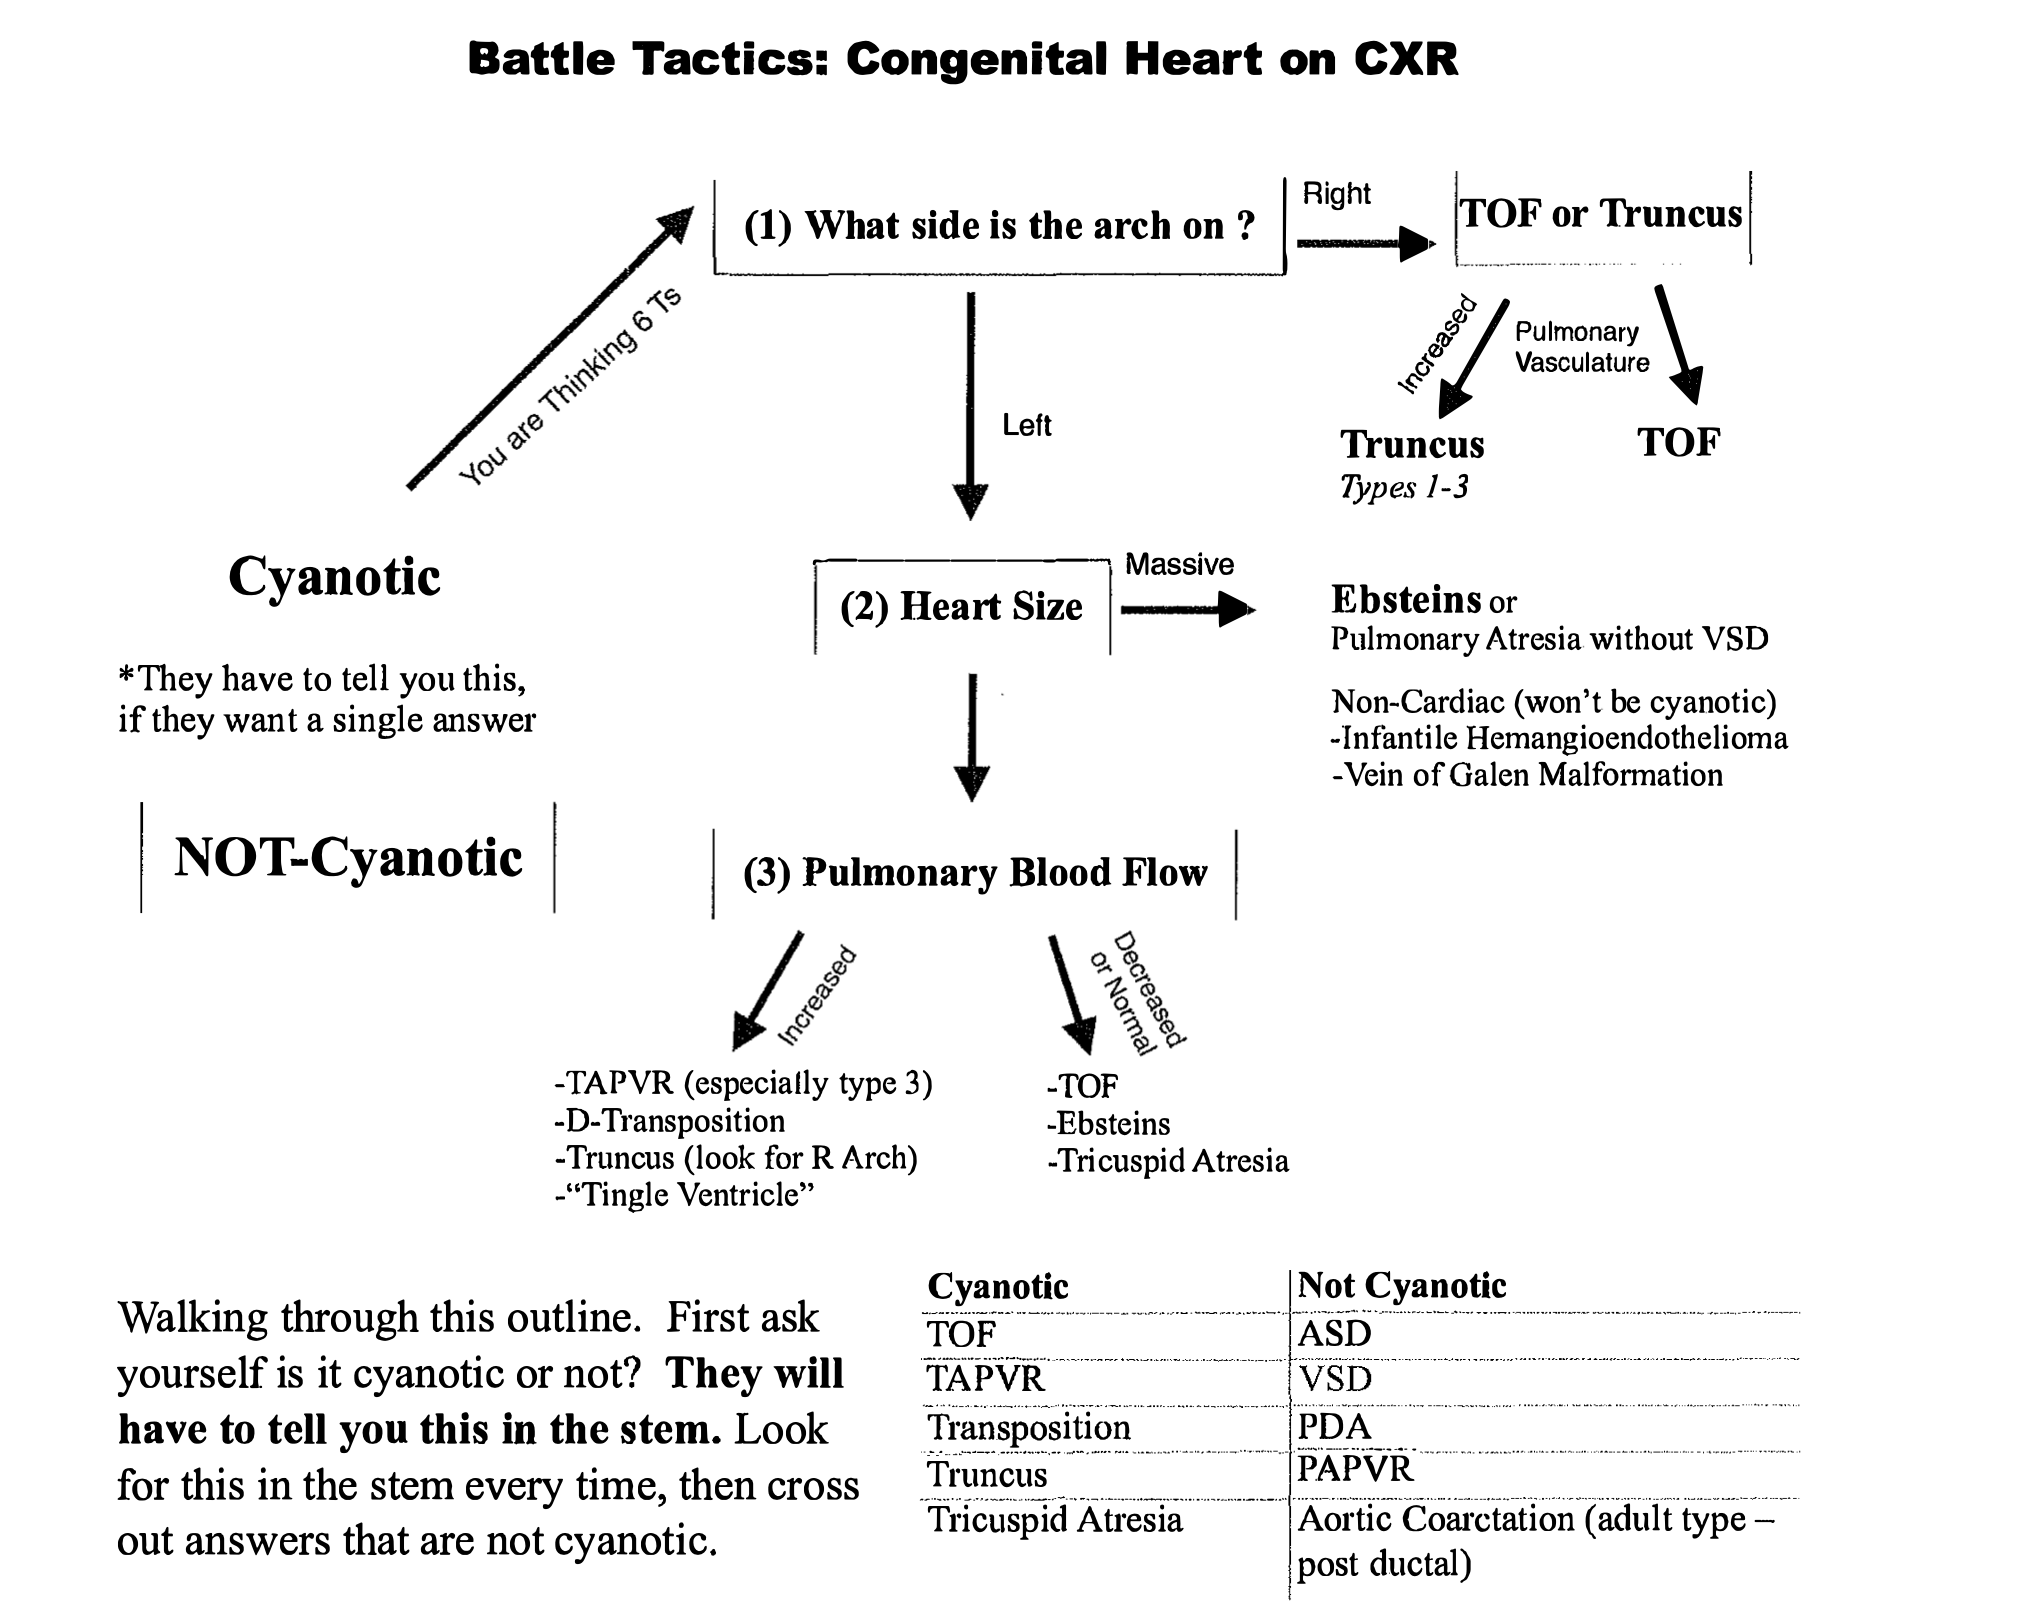 Battle Tactics: Congenital Heart on CXR
(1) What side is the arch on ?
Right
TOF or Truncus
You are Thinking 6 Ts
Left
Increased
Pulmonary
Vasculature
Truncus
Types 1-3
TOF
Cyanotic
*They have to tell you this,
if they want a single answer
(2) Heart Size
Massive
Ebsteins or
Pulmonary Atresia without VSD
Non-Cardiac (won't be cyanotic)
-Infantile Hemangioendothelioma
-Vein of Galen Malformation
NOT-Cyanotic
(3) Pulmonary Blood Flow
Increased
Decreased
or Normal
-TAPVR (especially type 3)
-D-Transposition
-Truncus (look for R Arch)
-“Tingle Ventricle”
-TOF
-Ebsteins
-Tricuspid Atresia
Walking through this outline. First ask
yourself is it cyanotic or not? They will
have to tell you this in the stem. Look
for this in the stem every time, then cross
out answers that are not cyanotic.
Cyanotic Not Cyanotic
TOF ASD
TAPVR VSD
Transposition PDA
Truncus PAPVR
Tricuspid Atresia Aortic Coarctation (adult type –
post ductal)